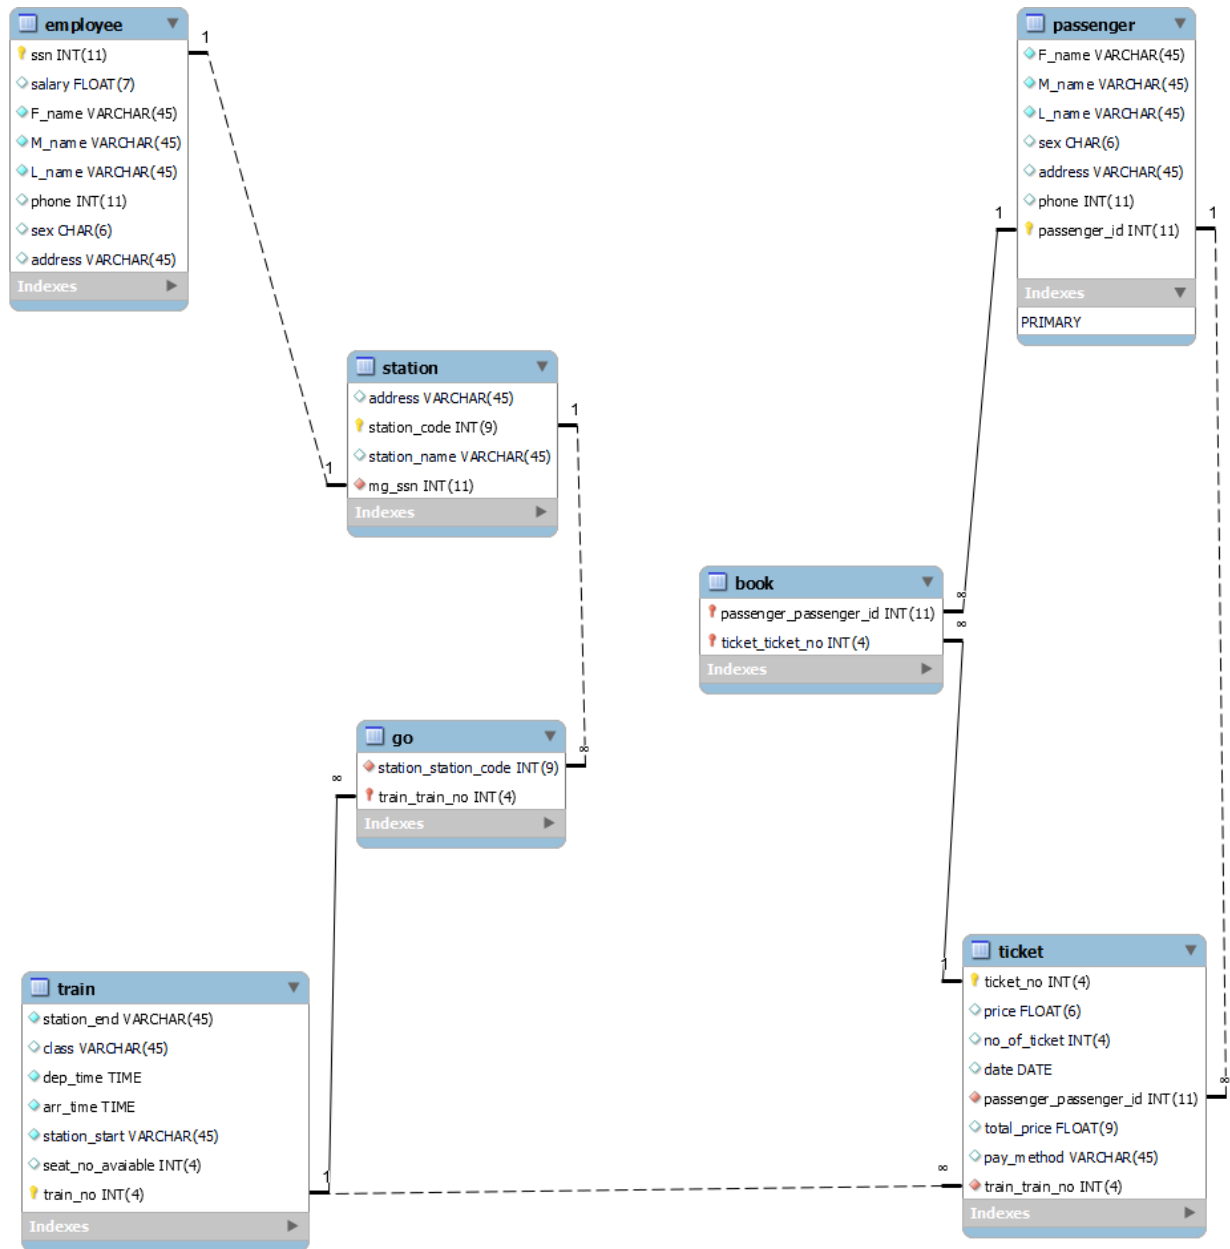 employee
ssn INT(11)
salary FLOAT(7)
F_name VARCHAR(45)
M_name VARCHAR(45)
L_name VARCHAR(45)
phone INT(11)
sex CHAR(6)
address VARCHAR(45)
Indexes
1
1
station
address VARCHAR(45)
station_code INT(9)
station_name VARCHAR(45)
mg_ssn INT(11)
Indexes
1
∞
go
station_station_code INT(9)
train_train_no INT(4)
Indexes
∞
1
train
station_end VARCHAR(45)
class VARCHAR(45)
dep_time TIME
arr_time TIME
station_start VARCHAR(45)
seat_no_avaiable INT(4)
train_no INT(4)
Indexes
passenger
F_name VARCHAR(45)
M_name VARCHAR(45)
L_name VARCHAR(45)
sex CHAR(6)
address VARCHAR(45)
phone INT(11)
passenger_id INT(11)
Indexes
PRIMARY
1
1
book
passenger_passenger_id INT(11)
ticket_ticket_no INT(4)
Indexes
∞
∞
1
ticket
ticket_no INT(4)
price FLOAT(6)
no_of_ticket INT(4)
date DATE
passenger_passenger_id INT(11)
total_price FLOAT(9)
pay_method VARCHAR(45)
train_train_no INT(4)
Indexes
∞
∞